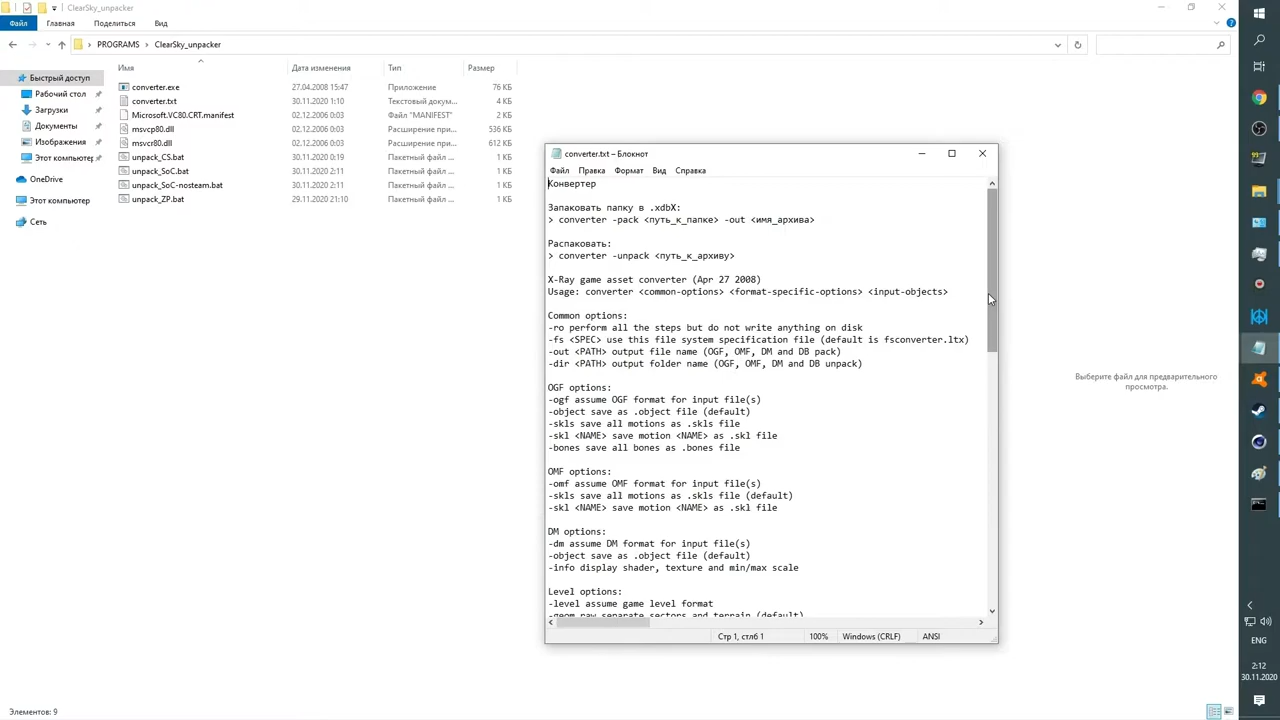 ClearSky_unpacker
Файл Главная Поделиться Вид
PROGRAMS ClearSky_unpacker
Имя Дата изменения Тип Размер
Быстрый доступ
Рабочий стол
Загрузки
Документы
Изображения
Этот компьютер
OneDrive
Этот компьютер
Сеть
converter.exe 27.04.2008 15:47 Приложение 76 КБ
converter.txt 30.11.2020 1:10 Текстовый докум... 4 КБ
Microsoft.VC80.CRT.manifest 02.12.2006 0:03 Файл "MANIFEST" 2 КБ
msvcp80.dll 02.12.2006 0:03 Расширение при... 536 КБ
msvcr80.dll 02.12.2006 0:03 Расширение при... 612 КБ
unpack_CS.bat 30.11.2020 0:19 Пакетный файл ... 1 КБ
unpack_SoC.bat 30.11.2020 2:11 Пакетный файл ... 1 КБ
unpack_SoC-nosteam.bat 30.11.2020 2:11 Пакетный файл ... 1 КБ
unpack_ZP.bat 29.11.2020 21:10 Пакетный файл ... 1 КБ
converter.txt – Блокнот
Файл Правка Формат Вид Справка
Конвертер
Запаковать папку в .xdbX:
> converter -pack <путь_к_папке> -out <имя_архива>
Распаковать:
> converter -unpack <путь_к_архиву>
X-Ray game asset converter (Apr 27 2008)
Usage: converter <common-options> <format-specific-options> <input-objects>
Common options:
-ro perform all the steps but do not write anything on disk
-fs <SPEC> use this file system specification file (default is fsconverter.ltx)
-out <PATH> output file name (OGF, OMF, DM and DB pack)
-dir <PATH> output folder name (OGF, OMF, DM and DB unpack)
OGF options:
-ogf assume OGF format for input file(s)
-object save as .object file (default)
-skls save all motions as .skls file
-skl <NAME> save motion <NAME> as .skl file
-bones save all bones as .bones file
OMF options:
-omf assume OMF format for input file(s)
-skls save all motions as .skls file (default)
-skl <NAME> save motion <NAME> as .skl file
DM options:
-dm assume DM format for input file(s)
-object save as .object file (default)
-info display shader, texture and min/max scale
Level options:
-level assume game level format
-geom_raw separate sectors and terrain (default)
Стр 1, стлб 1 100% Windows (CRLF) ANSI
Выберите файл для предварительного
просмотра.
Элементов: 9
ENG
2:12
30.11.2020